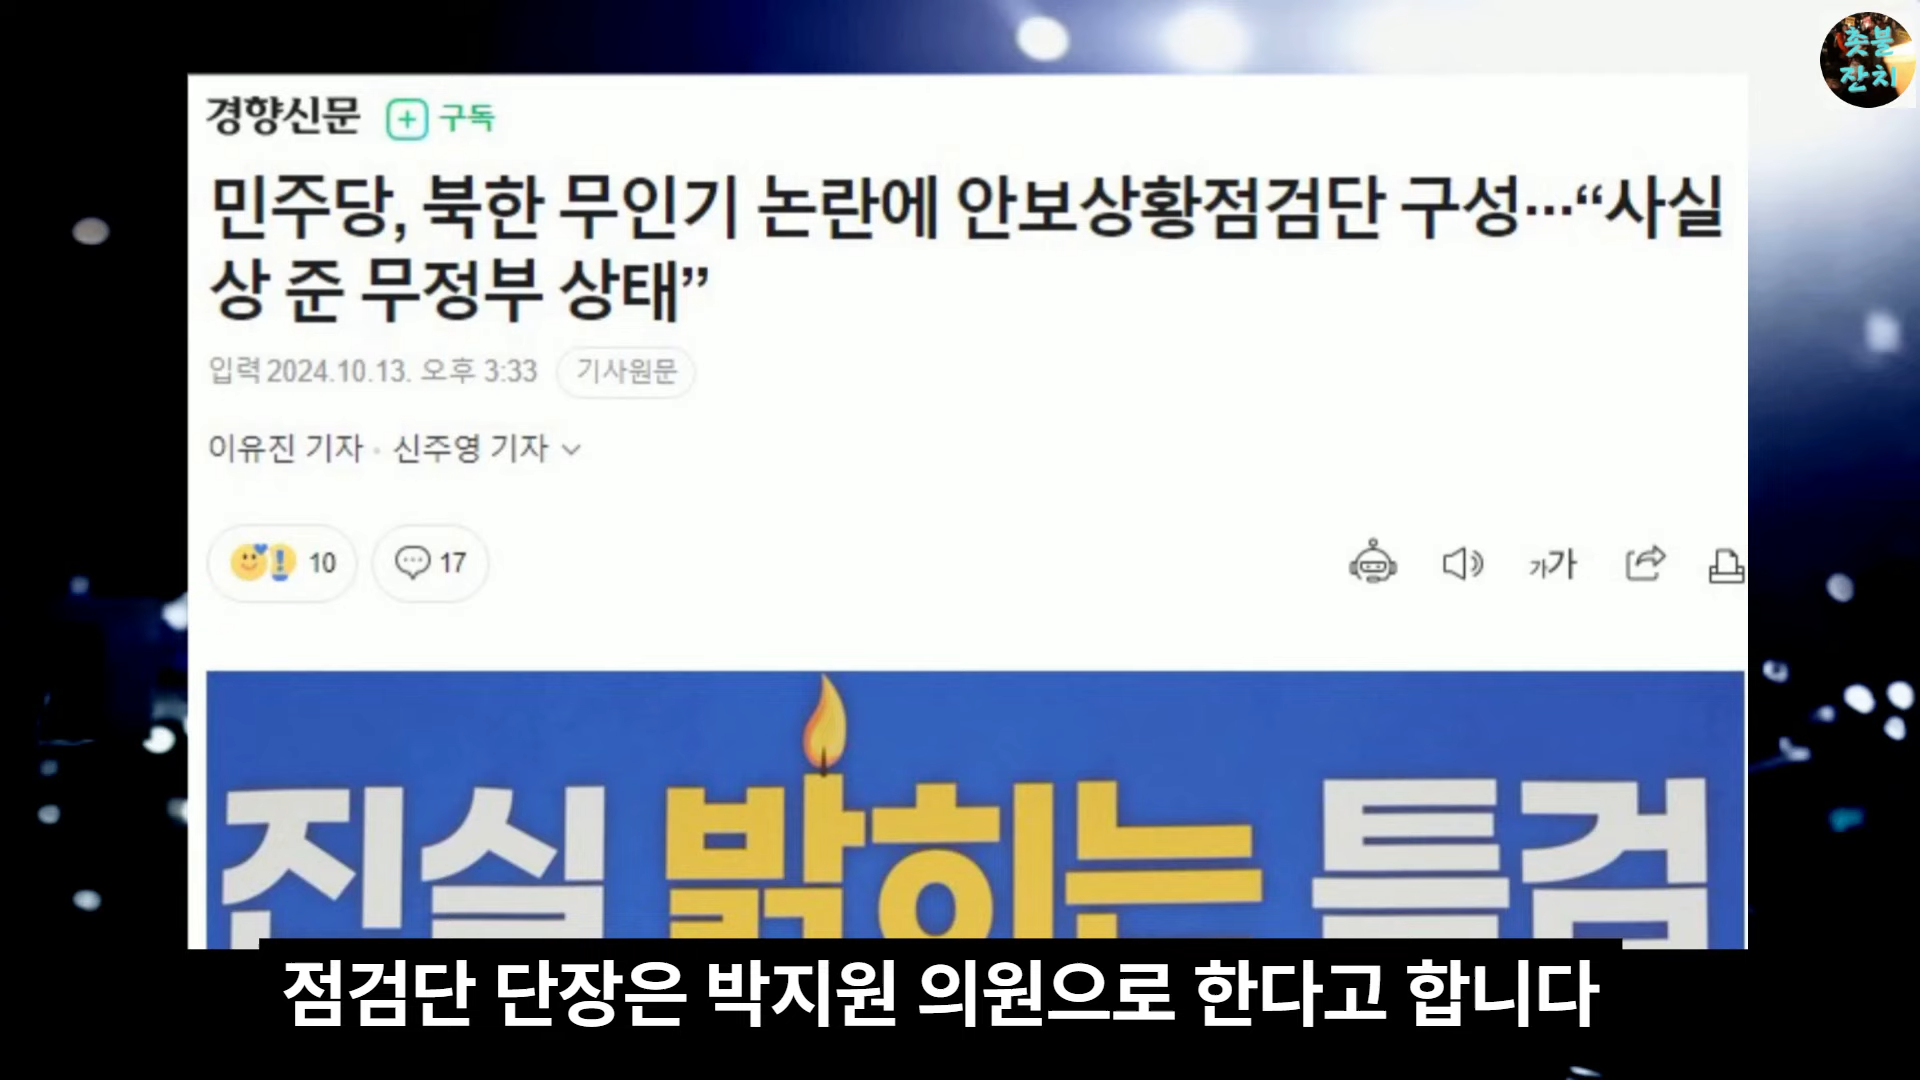 촛불
잔치
경향신문 구독
민주당, 북한 무인기 논란에 안보상황점검단 구성…“사실
상 준 무정부 상태”
입력 2024.10.13. 오후 3:33 기사원문
이유진 기자 · 신주영 기자
10 17 가가
진실 밝히는 특검
점검단 단장은 박지원 의원으로 한다고 합니다